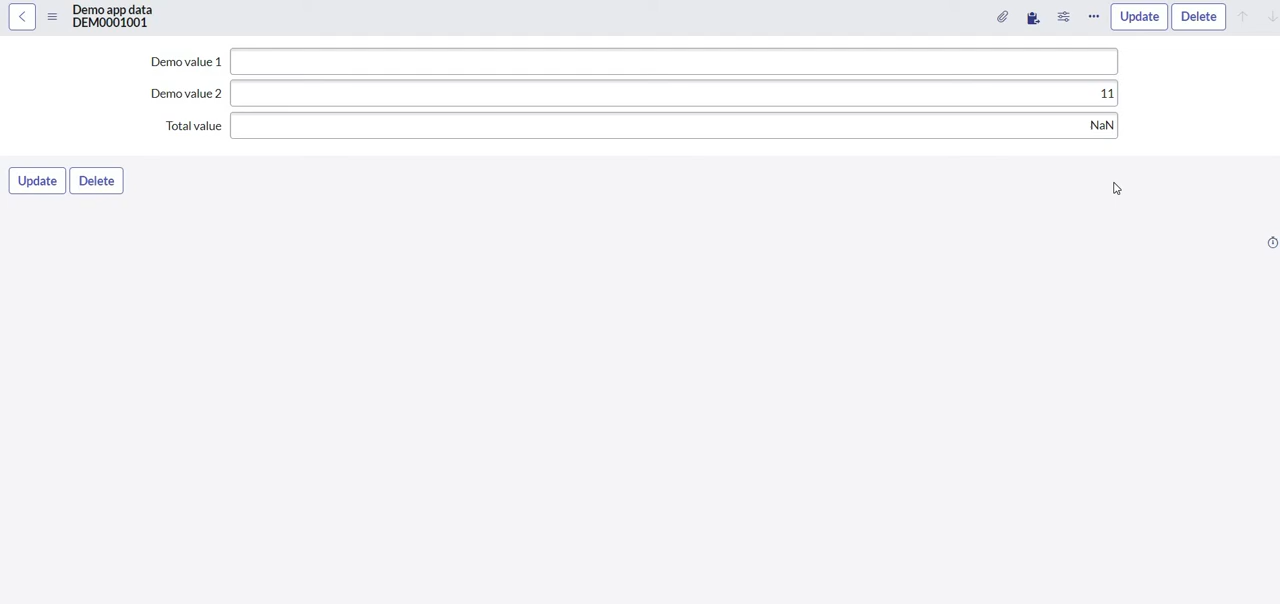 Demo app data
DEM0001001
Update Delete
Demo value 1
Demo value 2 11
Total value NaN
Update Delete